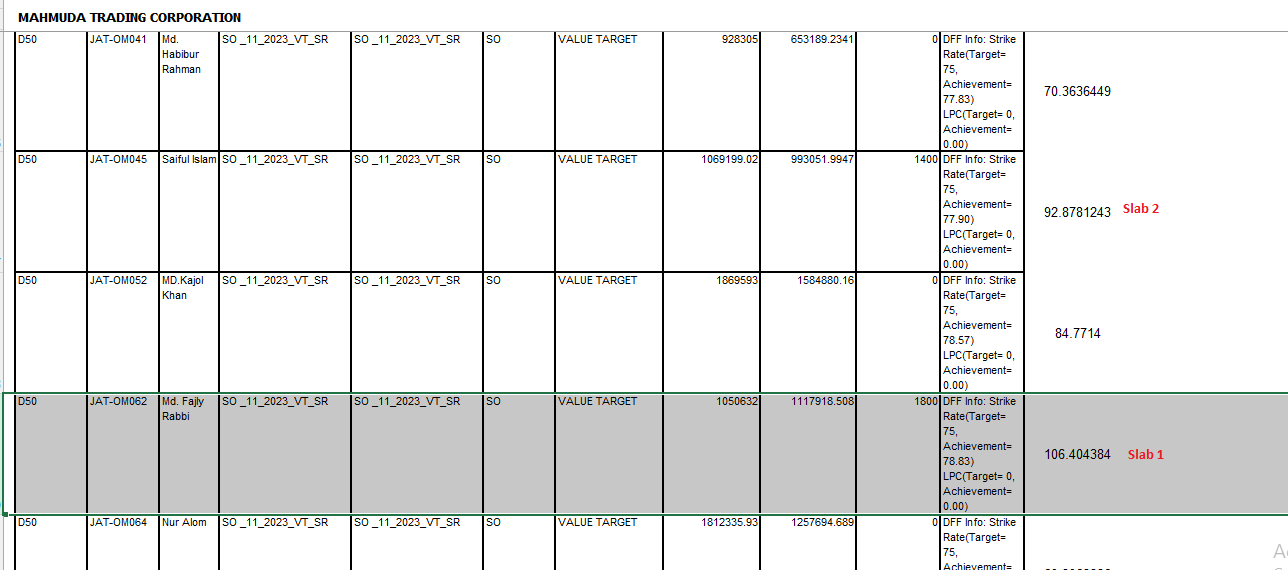 MAHMUDA TRADING CORPORATION
D50 JAT-OM041 Md. SO _11_2023_VT_SR SO _11_2023_VT_SR SO VALUE TARGET 928305 653189.2341 0 DFF Info: Strike
Habibur Rate(Target=
Rahman 75,
Achievement=
77.83)
70.3636449
LPC(Target= 0,
Achievement=
0.00)
D50 JAT-OM045 Saiful Islam SO _11_2023_VT_SR SO _11_2023_VT_SR SO VALUE TARGET 1069199.02 993051.9947 1400 DFF Info: Strike
Rate(Target=
75,
Achievement=
77.90)
92.8781243 Slab 2
LPC(Target= 0,
Achievement=
0.00)
D50 JAT-OM052 MD.Kajol SO _11_2023_VT_SR SO _11_2023_VT_SR SO VALUE TARGET 1869593 1584880.16 0 DFF Info: Strike
Khan Rate(Target=
75,
Achievement=
78.57)
84.7714
LPC(Target= 0,
Achievement=
0.00)
D50 JAT-OM062 Md. Fajly SO _11_2023_VT_SR SO _11_2023_VT_SR SO VALUE TARGET 1050632 1117918.508 1800 DFF Info: Strike
Rabbi Rate(Target=
75,
Achievement=
78.83)
106.404384 Slab 1
LPC(Target= 0,
Achievement=
0.00)
D50 JAT-OM064 Nur Alom SO _11_2023_VT_SR SO _11_2023_VT_SR SO VALUE TARGET 1812335.93 1257694.689 0 DFF Info: Strike
Rate(Target=
75,
Achievement=